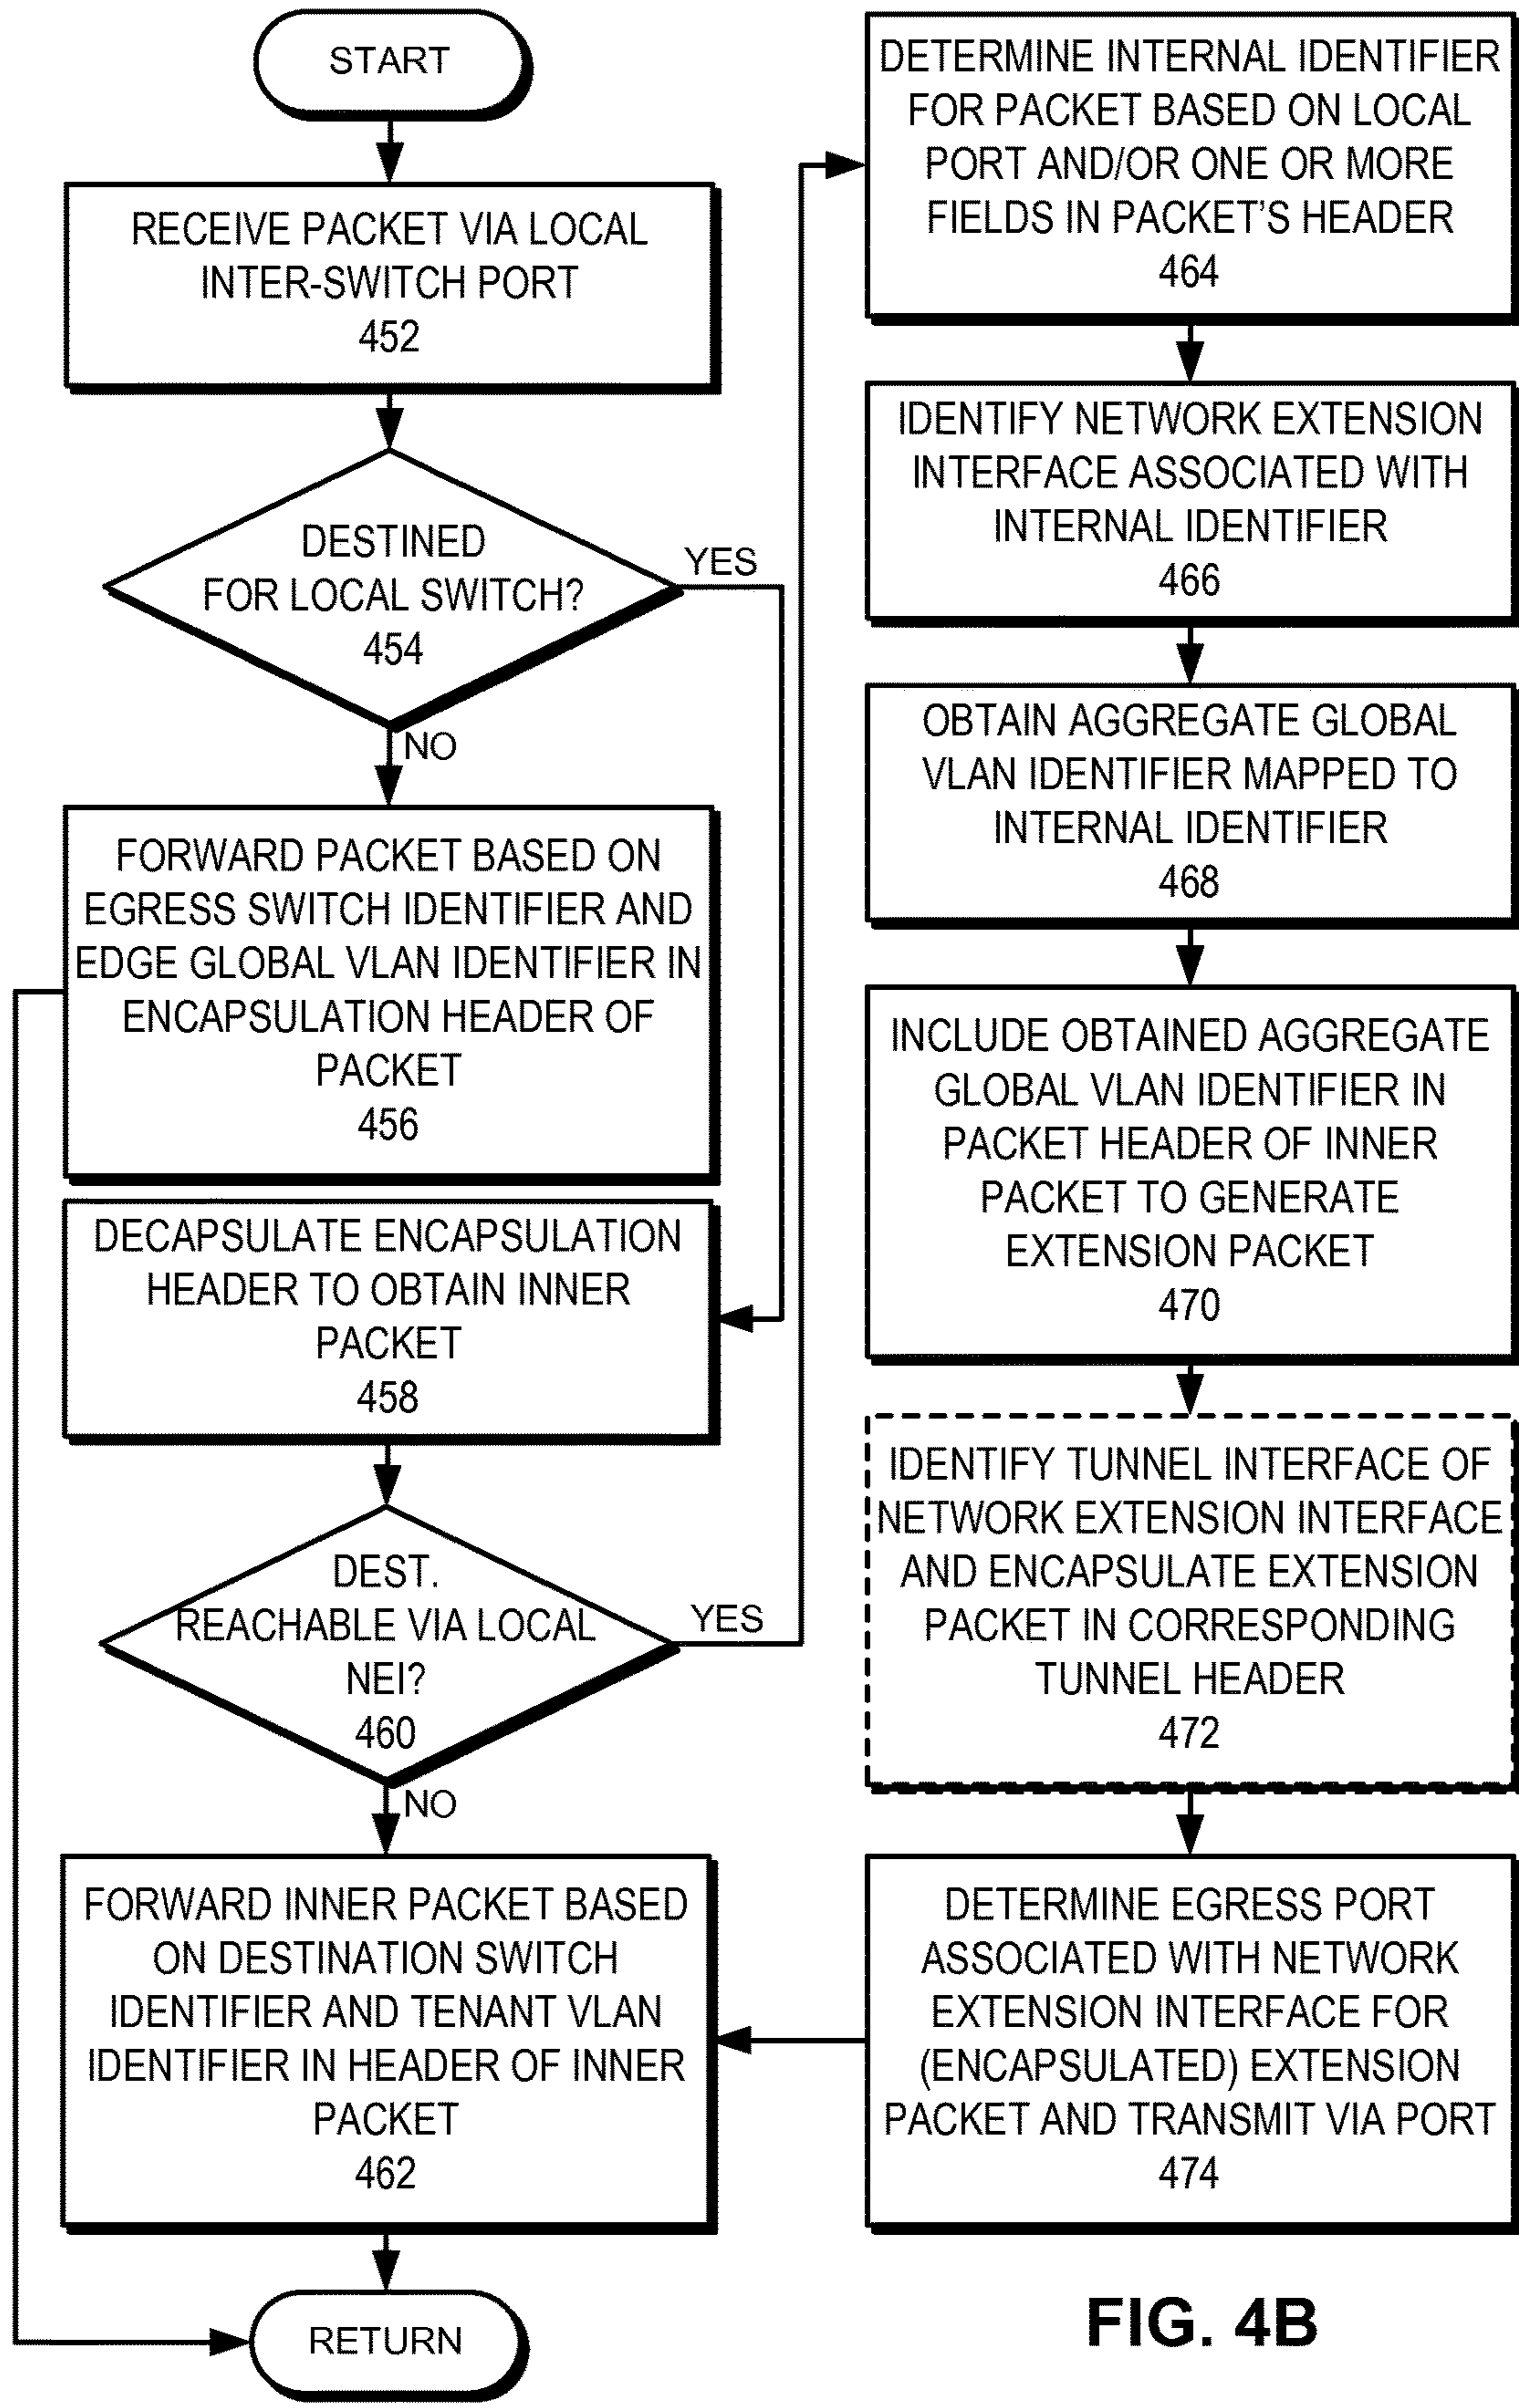 START
RECEIVE PACKET VIA LOCAL
INTER-SWITCH PORT
452
DESTINED
FOR LOCAL SWITCH?
454
YES
NO
FORWARD PACKET BASED ON
EGRESS SWITCH IDENTIFIER AND
EDGE GLOBAL VLAN IDENTIFIER IN
ENCAPSULATION HEADER OF
PACKET
456
DECAPSULATE ENCAPSULATION
HEADER TO OBTAIN INNER
PACKET
458
DEST.
REACHABLE VIA LOCAL
NEI?
460
YES
NO
FORWARD INNER PACKET BASED
ON DESTINATION SWITCH
IDENTIFIER AND TENANT VLAN
IDENTIFIER IN HEADER OF INNER
PACKET
462
RETURN
DETERMINE INTERNAL IDENTIFIER
FOR PACKET BASED ON LOCAL
PORT AND/OR ONE OR MORE
FIELDS IN PACKET'S HEADER
464
IDENTIFY NETWORK EXTENSION
INTERFACE ASSOCIATED WITH
INTERNAL IDENTIFIER
466
OBTAIN AGGREGATE GLOBAL
VLAN IDENTIFIER MAPPED TO
INTERNAL IDENTIFIER
468
INCLUDE OBTAINED AGGREGATE
GLOBAL VLAN IDENTIFIER IN
PACKET HEADER OF INNER
PACKET TO GENERATE
EXTENSION PACKET
470
IDENTIFY TUNNEL INTERFACE OF
NETWORK EXTENSION INTERFACE
AND ENCAPSULATE EXTENSION
PACKET IN CORRESPONDING
TUNNEL HEADER
472
DETERMINE EGRESS PORT
ASSOCIATED WITH NETWORK
EXTENSION INTERFACE FOR
(ENCAPSULATED) EXTENSION
PACKET AND TRANSMIT VIA PORT
474
FIG. 4B